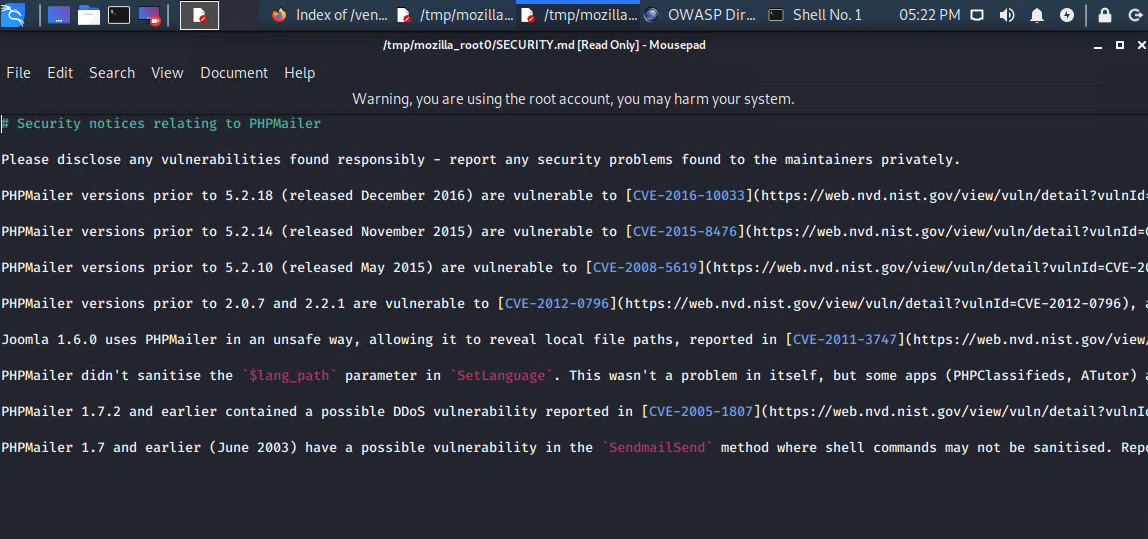 Index of /ven...
/tmp/mozilla...
/tmp/mozilla...
OWASP Dir...
Shell No. 1
05:22 PM
/tmp/mozilla_root0/SECURITY.md [Read Only] - Mousepad
File Edit Search View Document Help
Warning, you are using the root account, you may harm your system.
# Security notices relating to PHPMailer
Please disclose any vulnerabilities found responsibly - report any security problems found to the maintainers privately.
PHPMailer versions prior to 5.2.18 (released December 2016) are vulnerable to [CVE-2016-10033](https://web.nvd.nist.gov/view/vuln/detail?vulnId=
PHPMailer versions prior to 5.2.14 (released November 2015) are vulnerable to [CVE-2015-8476](https://web.nvd.nist.gov/view/vuln/detail?vulnId=C
PHPMailer versions prior to 5.2.10 (released May 2015) are vulnerable to [CVE-2008-5619](https://web.nvd.nist.gov/view/vuln/detail?vulnId=CVE-20
PHPMailer versions prior to 2.0.7 and 2.2.1 are vulnerable to [CVE-2012-0796](https://web.nvd.nist.gov/view/vuln/detail?vulnId=CVE-2012-0796), a
Joomla 1.6.0 uses PHPMailer in an unsafe way, allowing it to reveal local file paths, reported in [CVE-2011-3747](https://web.nvd.nist.gov/view/
PHPMailer didn't sanitise the `$lang_path` parameter in `SetLanguage`. This wasn't a problem in itself, but some apps (PHPClassifieds, ATutor) a
PHPMailer 1.7.2 and earlier contained a possible DDoS vulnerability reported in [CVE-2005-1807](https://web.nvd.nist.gov/view/vuln/detail?vulnId
PHPMailer 1.7 and earlier (June 2003) have a possible vulnerability in the `SendmailSend` method where shell commands may not be sanitised. Repo